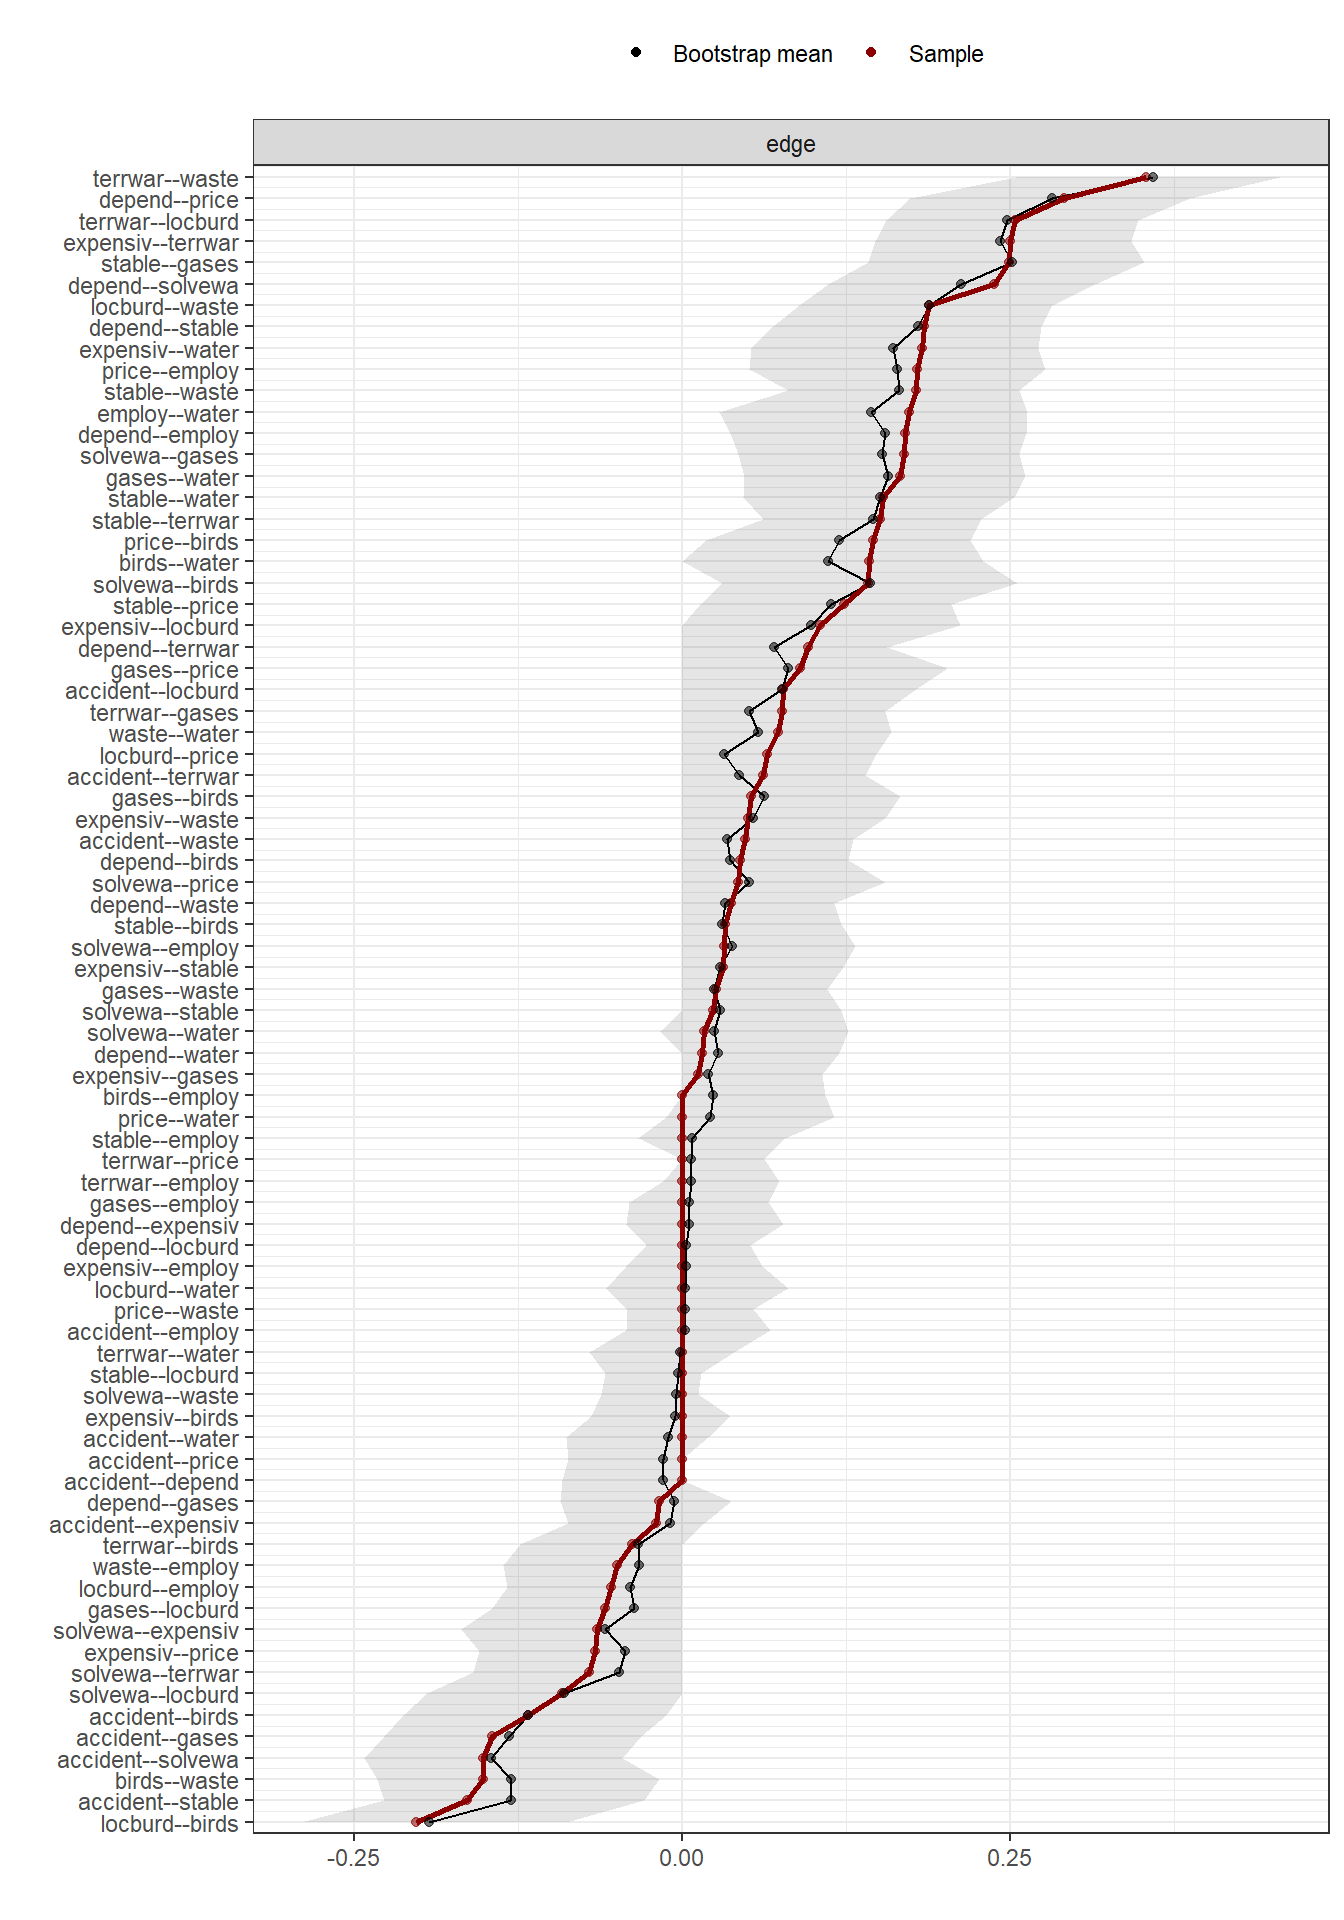 Bootstrap mean Sample
edge
terrwar--waste
depend--price
terrwar--locburd
expensiv--terrwar
stable--gases
depend--solvewa
locburd--waste
depend--stable
expensiv--water
price--employ
stable--waste
employ--water
depend--employ
solvewa--gases
gases--water
stable--water
stable--terrwar
price--birds
birds--water
solvewa--birds
stable--price
expensiv--locburd
depend--terrwar
gases--price
accident--locburd
terrwar--gases
waste--water
locburd--price
accident--terrwar
gases--birds
expensiv--waste
accident--waste
depend--birds
solvewa--price
depend--waste
stable--birds
solvewa--employ
expensiv--stable
gases--waste
solvewa--stable
solvewa--water
depend--water
expensiv--gases
birds--employ
price--water
stable--employ
terrwar--price
terrwar--employ
gases--employ
depend--expensiv
depend--locburd
expensiv--employ
locburd--water
price--waste
accident--employ
terrwar--water
stable--locburd
solvewa--waste
expensiv--birds
accident--water
accident--price
accident--depend
depend--gases
accident--expensiv
terrwar--birds
waste--employ
locburd--employ
gases--locburd
solvewa--expensiv
expensiv--price
solvewa--terrwar
solvewa--locburd
accident--birds
accident--gases
accident--solvewa
birds--waste
accident--stable
locburd--birds
-0.25 0.00 0.25